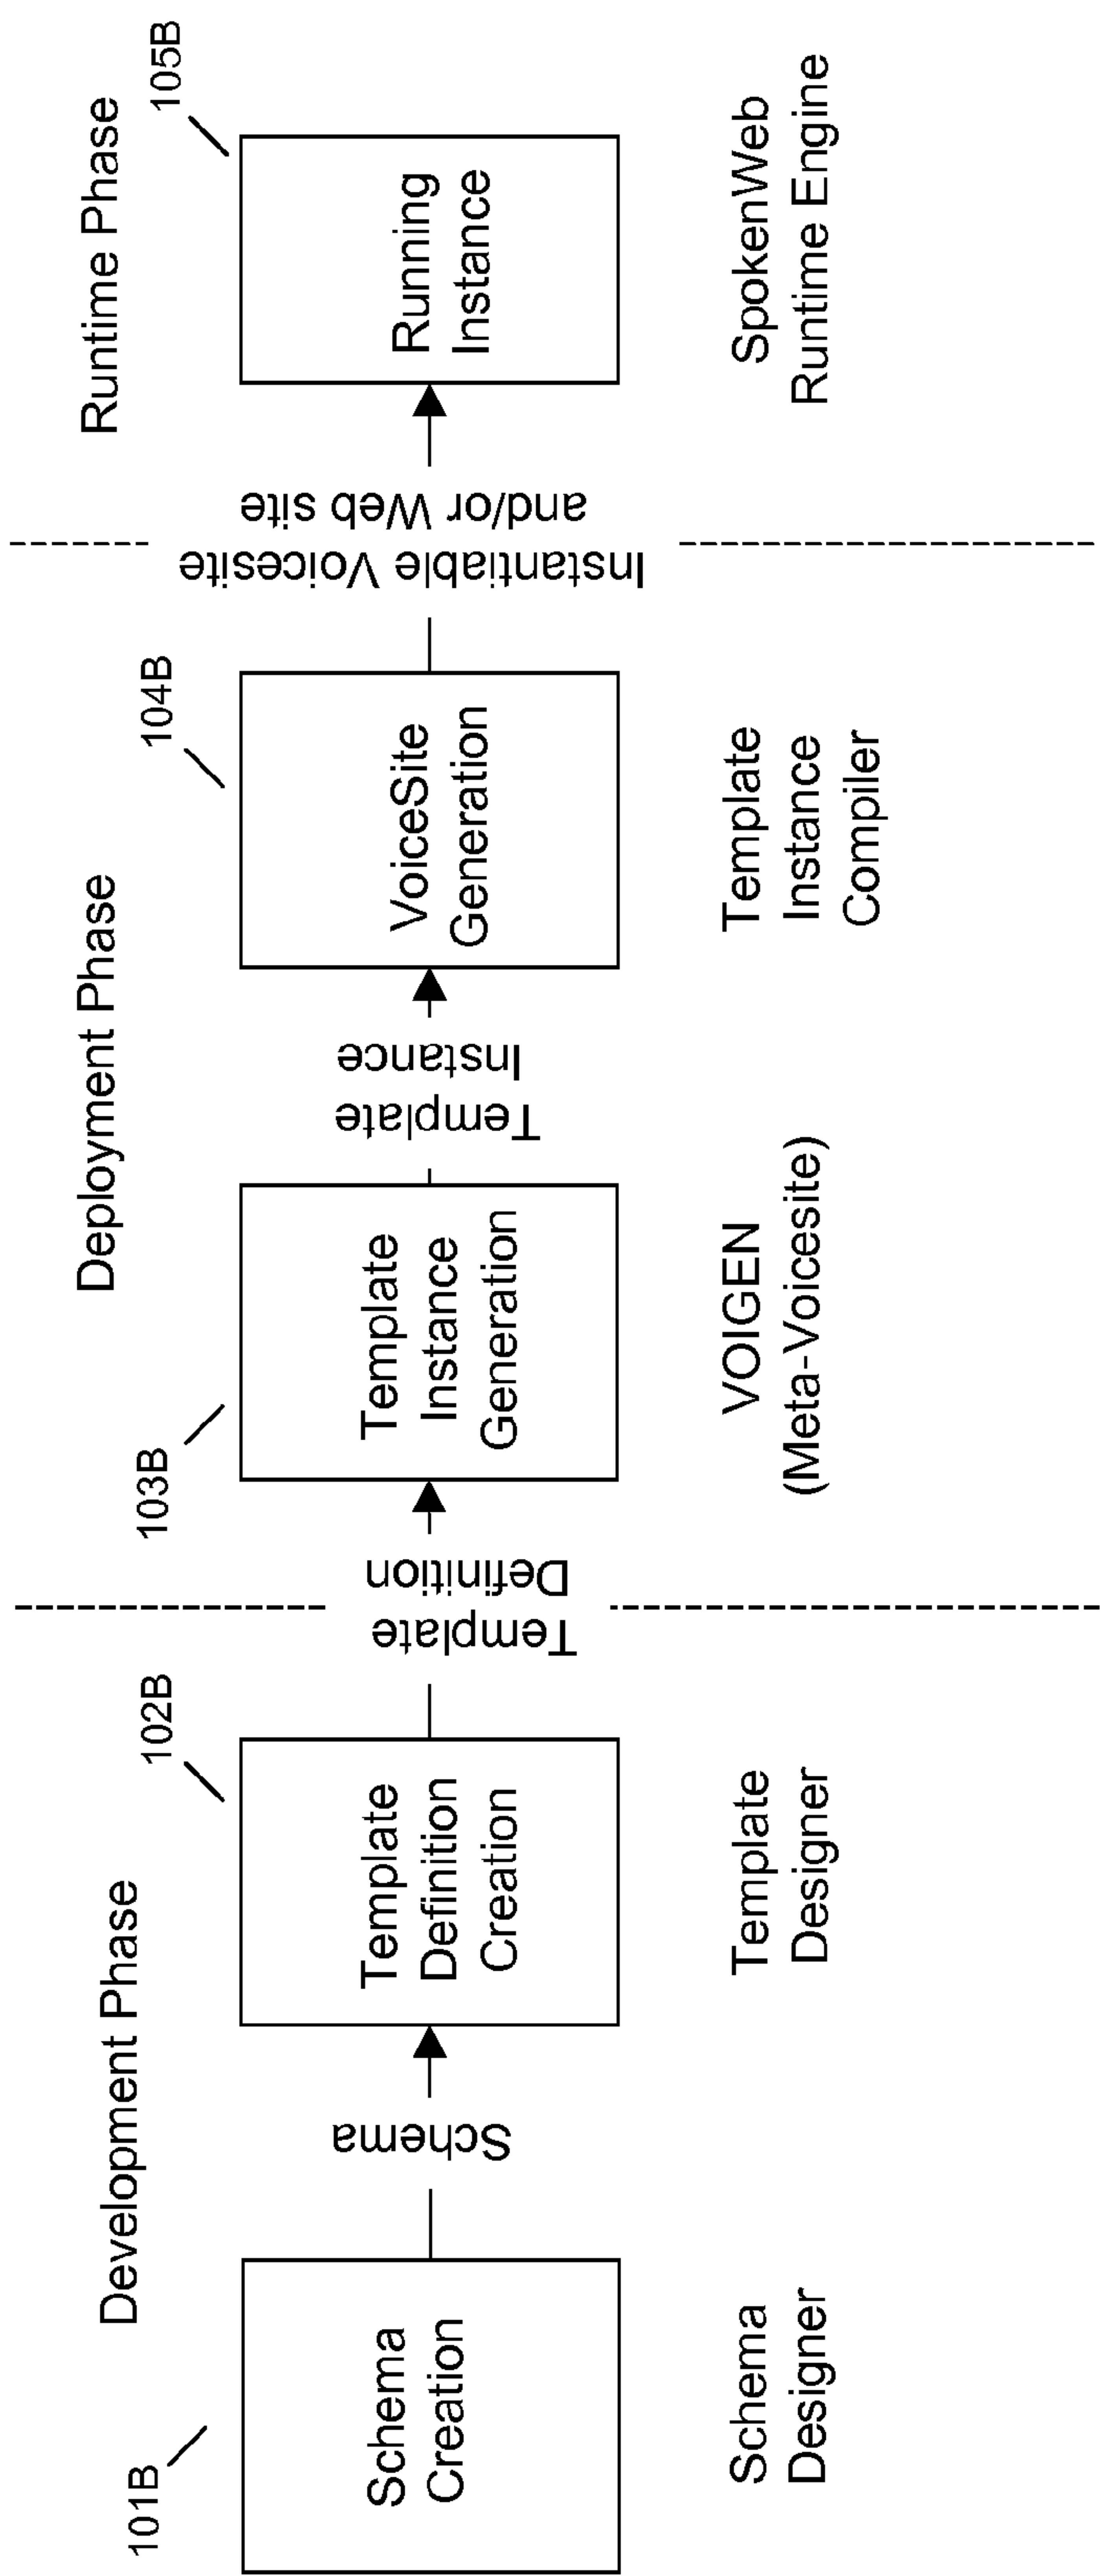 Development Phase
Deployment Phase
Runtime Phase
101B
102B
103B
104B
105B
Schema
Creation
Schema
Template
Definition
Creation
Template
Definition
Template
Instance
Generation
Template
Instance
VoiceSite
Generation
Instantiable Voicesite
and/or Web site
Running
Instance
Schema
Designer
Template
Designer
VOIGEN
(Meta-Voicesite)
Template
Instance
Compiler
SpokenWeb
Runtime Engine